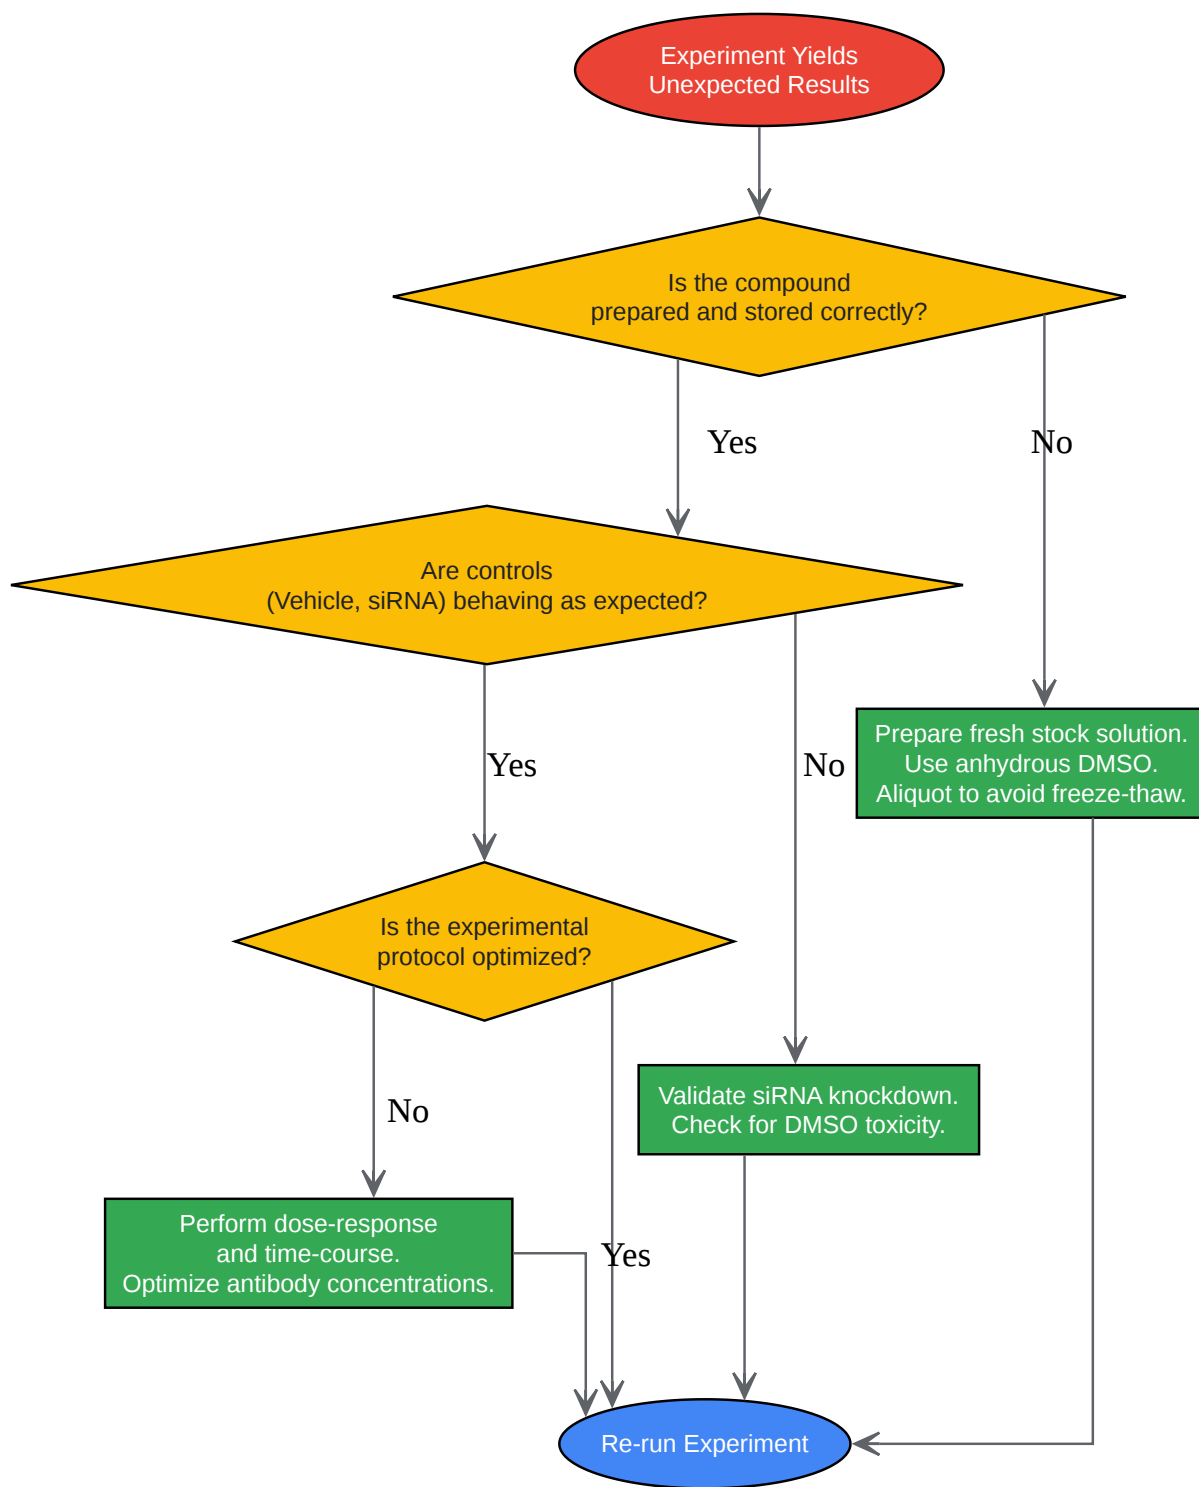 Experiment Yields
Unexpected Results
Is the compound
prepared and stored correctly?
Yes
No
Are controls
(Vehicle, siRNA) behaving as expected?
Prepare fresh stock solution.
Use anhydrous DMSO.
Aliquot to avoid freeze-thaw.
Yes
No
Is the experimental
protocol optimized?
Validate siRNA knockdown.
Check for DMSO toxicity.
No
Perform dose-response
and time-course.
Optimize antibody concentrations.
Yes
Re-run Experiment